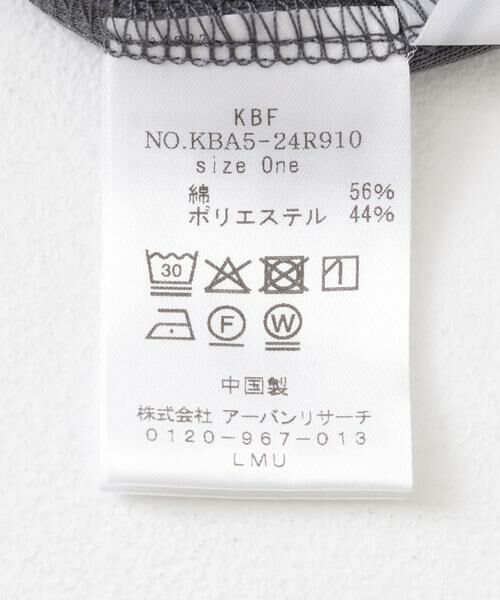 KBF
NO.KBA5-24R910
size One
綿 56%
ポリエステル 44%
30
F W
中国製
株式会社 アーバンリサーチ
0120-967-013
LMU